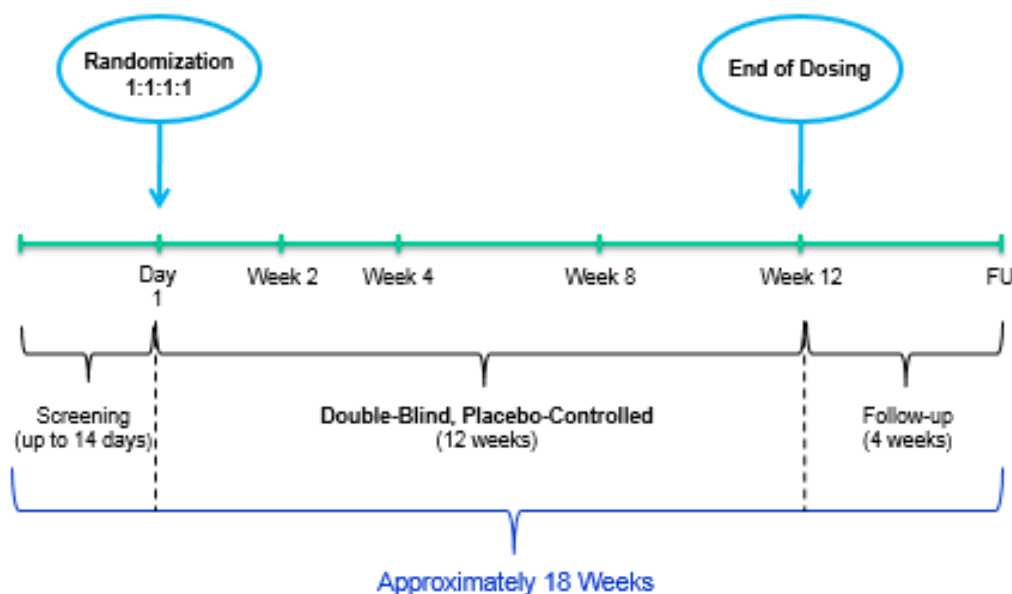 Randomization
1:1:1:1
End of Dosing
Day
1
Week 2
Week 4
Week 8
Week 12
FU
Screening
(up to 14 days)
Double-Blind, Placebo-Controlled
(12 weeks)
Follow-up
(4 weeks)
Approximately 18 Weeks